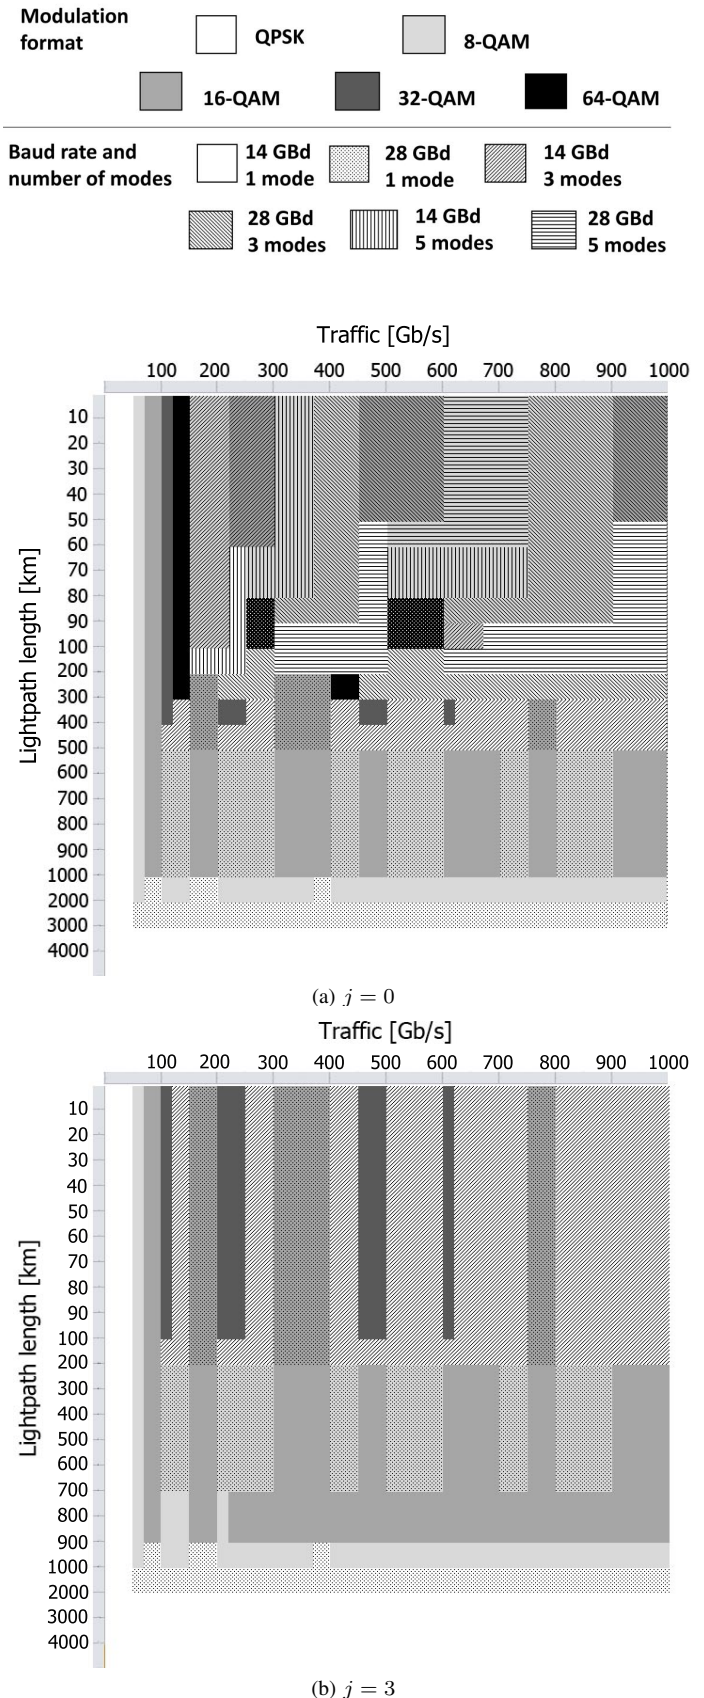 Modulation
format
QPSK
8-QAM
16-QAM
32-QAM
64-QAM
Baud rate and
number of modes
14 GBd
1 mode
28 GBd
1 mode
14 GBd
3 modes
28 GBd
3 modes
14 GBd
5 modes
28 GBd
5 modes
Traffic [Gb/s]
100 200 300 400 500 600 700 800 900 1000
Lightpath length [km]
10
20
30
40
50
60
70
80
90
100
200
300
400
500
600
700
800
900
1000
2000
3000
4000
(a) j = 0
Traffic [Gb/s]
100 200 300 400 500 600 700 800 900 1000
Lightpath length [km]
10
20
30
40
50
60
70
80
90
100
200
300
400
500
600
700
800
900
1000
2000
3000
4000
(b) j = 3